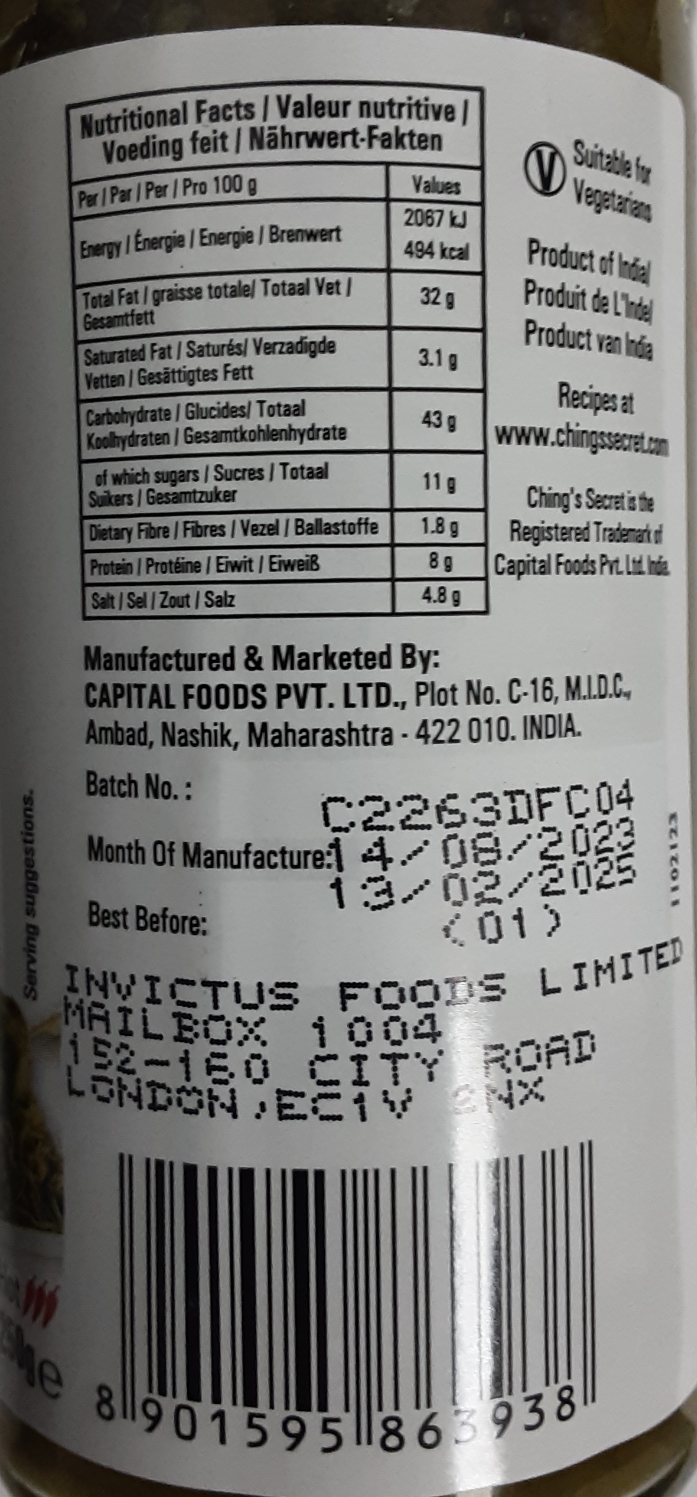 Nutritional Facts / Valeur nutritive /
Voeding feit / Nährwert-Fakten
Per / Par / Per / Pro 100 g Values
Energy / Énergie / Energie / Brenwert 2067 kJ
494 kcal
Total Fat / graisse totale/ Totaal Vet /
Gesamtfett 32 g
Saturated Fat / Saturés/ Verzadigde
Vetten / Gesättigtes Fett 3.1 g
Carbohydrate / Glucides/ Totaal
Koolhydraten / Gesamtkohlenhydrate 43 g
of which sugars / Sucres / Totaal
Suikers / Gesamtzuker 11 g
Dietary Fibre / Fibres / Vezel / Ballastoffe 1.8 g
Protein / Protéine / Eiwit / Eiweiß 8 g
Salt / Sel / Zout / Salz 4.8 g
V Suitable for
Vegetarians
Product of India/
Produit de L'Inde/
Product van India
Recipes at
www.chingssecret.com
Ching's Secret is the
Registered Trademark of
Capital Foods Pvt. Ltd. India.
Manufactured & Marketed By:
CAPITAL FOODS PVT. LTD., Plot No. C-16, M.I.D.C.,
Ambad, Nashik, Maharashtra - 422 010. INDIA.
Batch No. : C2263DFC04
Month Of Manufacture: 14/08/2023
Best Before: 13/02/2025
(01)
INVICTUS FOODS LIMITED
MAILBOX 1004
152-160 CITY ROAD
LONDON,EC1V 2NX
8 901595 863938
Serving suggestions.
1102123